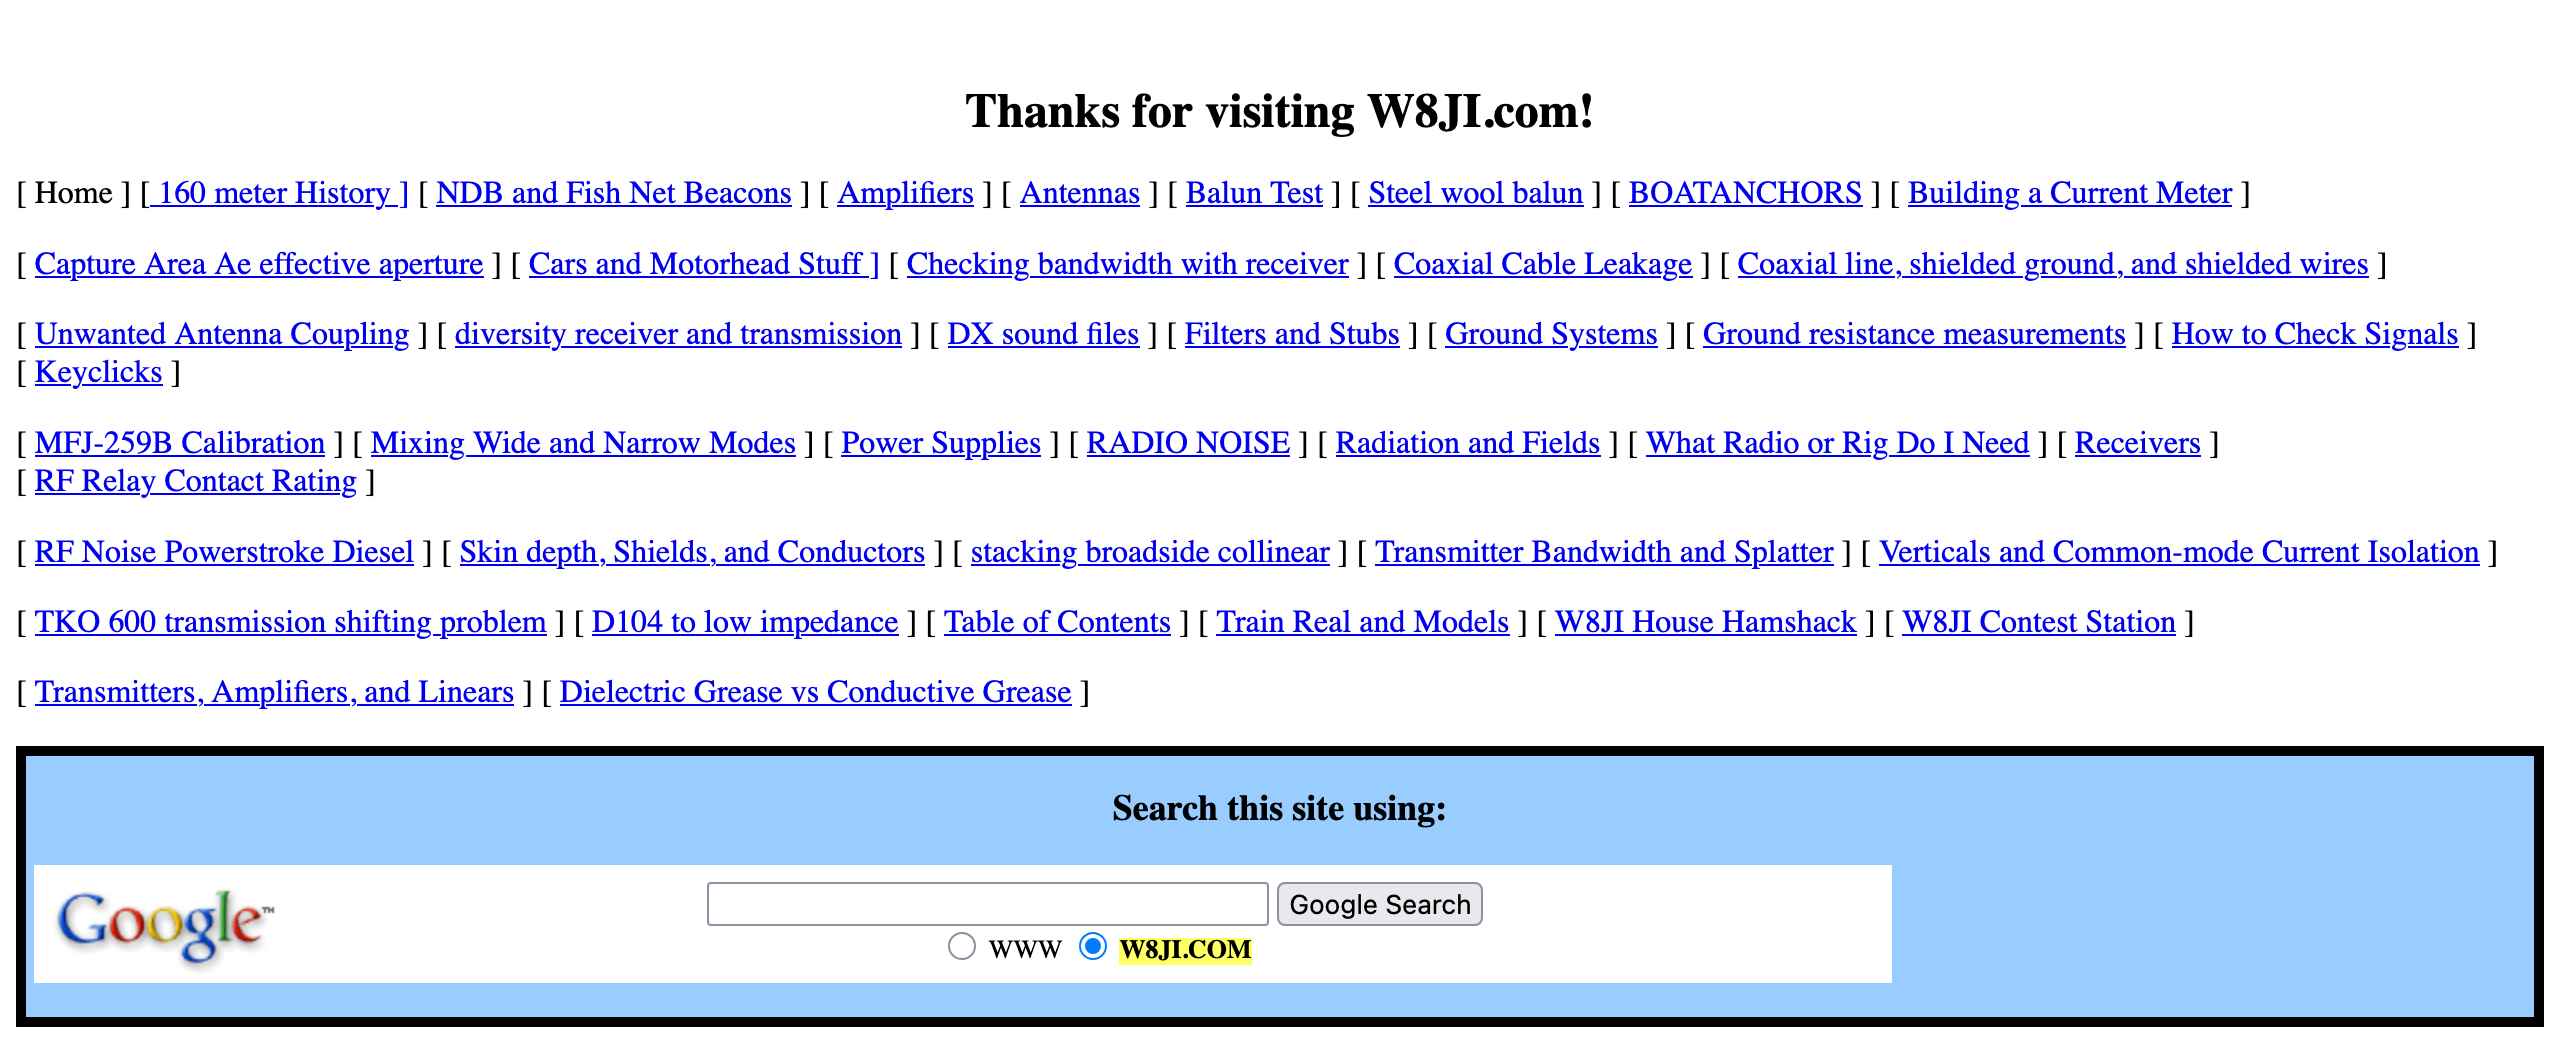 Thanks for visiting W8JI.com!
[ Home ] [ 160 meter History ] [ NDB and Fish Net Beacons ] [ Amplifiers ] [ Antennas ] [ Balun Test ] [ Steel wool balun ] [ BOATANCHORS ] [ Building a Current Meter ]
[ Capture Area Ae effective aperture ] [ Cars and Motorhead Stuff ] [ Checking bandwidth with receiver ] [ Coaxial Cable Leakage ] [ Coaxial line, shielded ground, and shielded wires ]
[ Unwanted Antenna Coupling ] [ diversity receiver and transmission ] [ DX sound files ] [ Filters and Stubs ] [ Ground Systems ] [ Ground resistance measurements ] [ How to Check Signals ]
[ Keyclicks ]
[ MFJ-259B Calibration ] [ Mixing Wide and Narrow Modes ] [ Power Supplies ] [ RADIO NOISE ] [ Radiation and Fields ] [ What Radio or Rig Do I Need ] [ Receivers ]
[ RF Relay Contact Rating ]
[ RF Noise Powerstroke Diesel ] [ Skin depth, Shields, and Conductors ] [ stacking broadside collinear ] [ Transmitter Bandwidth and Splatter ] [ Verticals and Common-mode Current Isolation ]
[ TKO 600 transmission shifting problem ] [ D104 to low impedance ] [ Table of Contents ] [ Train Real and Models ] [ W8JI House Hamshack ] [ W8JI Contest Station ]
[ Transmitters, Amplifiers, and Linears ] [ Dielectric Grease vs Conductive Grease ]
Search this site using:
Google™ Google Search
WWW W8JI.COM